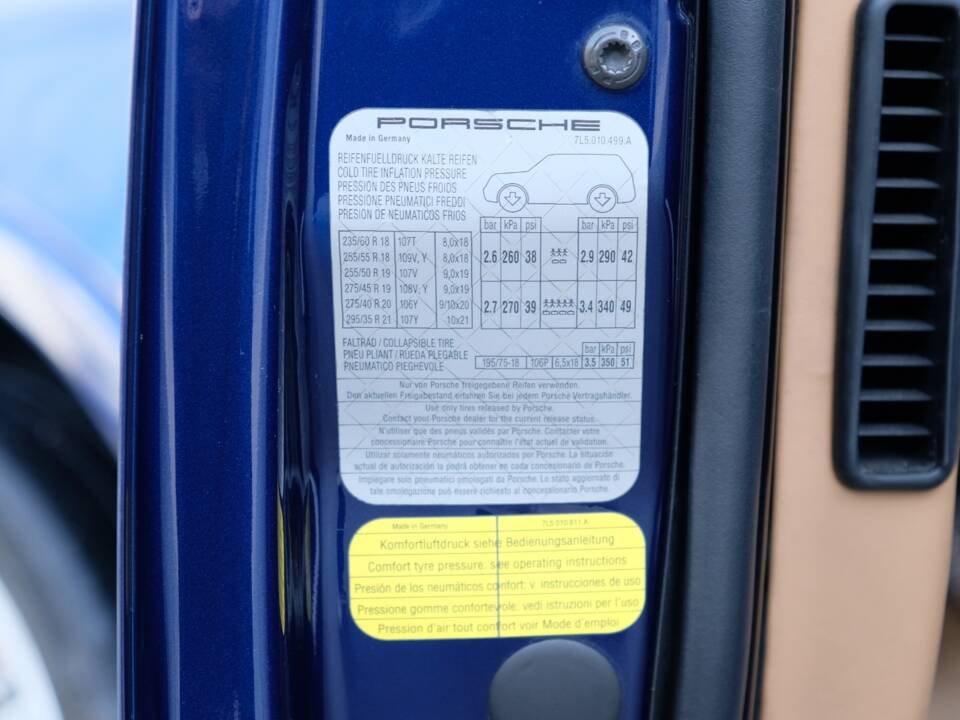 PORSCHE
Made in Germany 7L5.010.499.A
REIFENFUELLDRUCK KALTE REIFEN
COLD TIRE INFLATION PRESSURE
PRESSION DES PNEUS FROIDS
PRESSIONE PNEUMATICI FREDDI
PRESIÓN DE NEUMATICOS FRIOS
bar kPa psi bar kPa psi
235/60 R 18 107T 8,0x18
255/55 R 18 109V, Y 8,0x18
2.6 260 38 2.9 290 42
255/50 R 19 107V 9,0x19
275/45 R 19 108V, Y 9,0x19
275/40 R 20 106Y 9/10x20
2.7 270 39 3.4 340 49
295/35 R 21 107Y 10x21
FALTRAD / COLLAPSIBLE TIRE
PNEU PLIANT / RUEDA PLEGABLE
PNEUMATICO PIEGHEVOLE
bar kPa psi
195/75-18 106P 6,5x18 3.5 350 51
Nur von Porsche freigegebene Reifen verwenden.
Den aktuellen Freigabestand erfahren Sie bei jedem Porsche Vertragshändler.
Use only tires released by Porsche.
Contact your Porsche dealer for the current release status.
N'utiliser que des pneus validés par Porsche. Contacter votre
concessionaire Porsche pour connaître l'état actuel de validation.
Utilizar solamente neumáticos autorizados por Porsche. La situación
actual de autorización la podrá obtener en cada concesionario de Porsche.
Impiegare solo pneumatici omologati da Porsche. Lo stato aggiornato di
tale omologazione può essere richiesto al concessionario Porsche.
Made in Germany 7L5.010.811.A
Komfortluftdruck siehe Bedienungsanleitung
Comfort tyre pressure: see operating instructions
Presión de los neumáticos confort: v. instrucciones de uso
Pressione gomme confortevole: vedi istruzioni per l'uso
Pression d'air tout confort voir Mode d'emploi